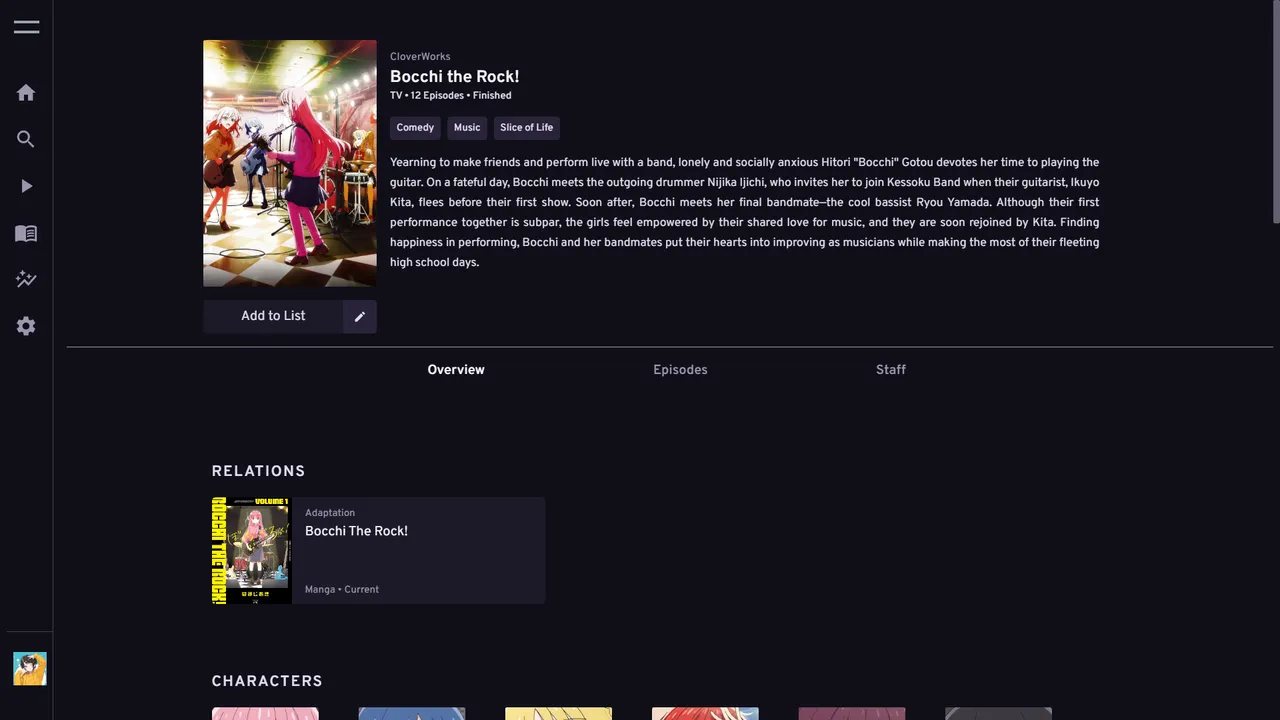 CloverWorks
Bocchi the Rock!
TV • 12 Episodes • Finished
Comedy
Music
Slice of Life
Yearning to make friends and perform live with a band, lonely and socially anxious Hitori "Bocchi" Gotou devotes her time to playing the
guitar. On a fateful day, Bocchi meets the outgoing drummer Nijika Ijichi, who invites her to join Kessoku Band when their guitarist, Ikuyo
Kita, flees before their first show. Soon after, Bocchi meets her final bandmate—the cool bassist Ryou Yamada. Although their first
performance together is subpar, the girls feel empowered by their shared love for music, and they are soon rejoined by Kita. Finding
happiness in performing, Bocchi and her bandmates put their hearts into improving as musicians while making the most of their fleeting
high school days.
Add to List
Overview
Episodes
Staff
RELATIONS
VOLUME 1
BOCCHI THE ROCK!
Adaptation
Bocchi The Rock!
Manga • Current
CHARACTERS